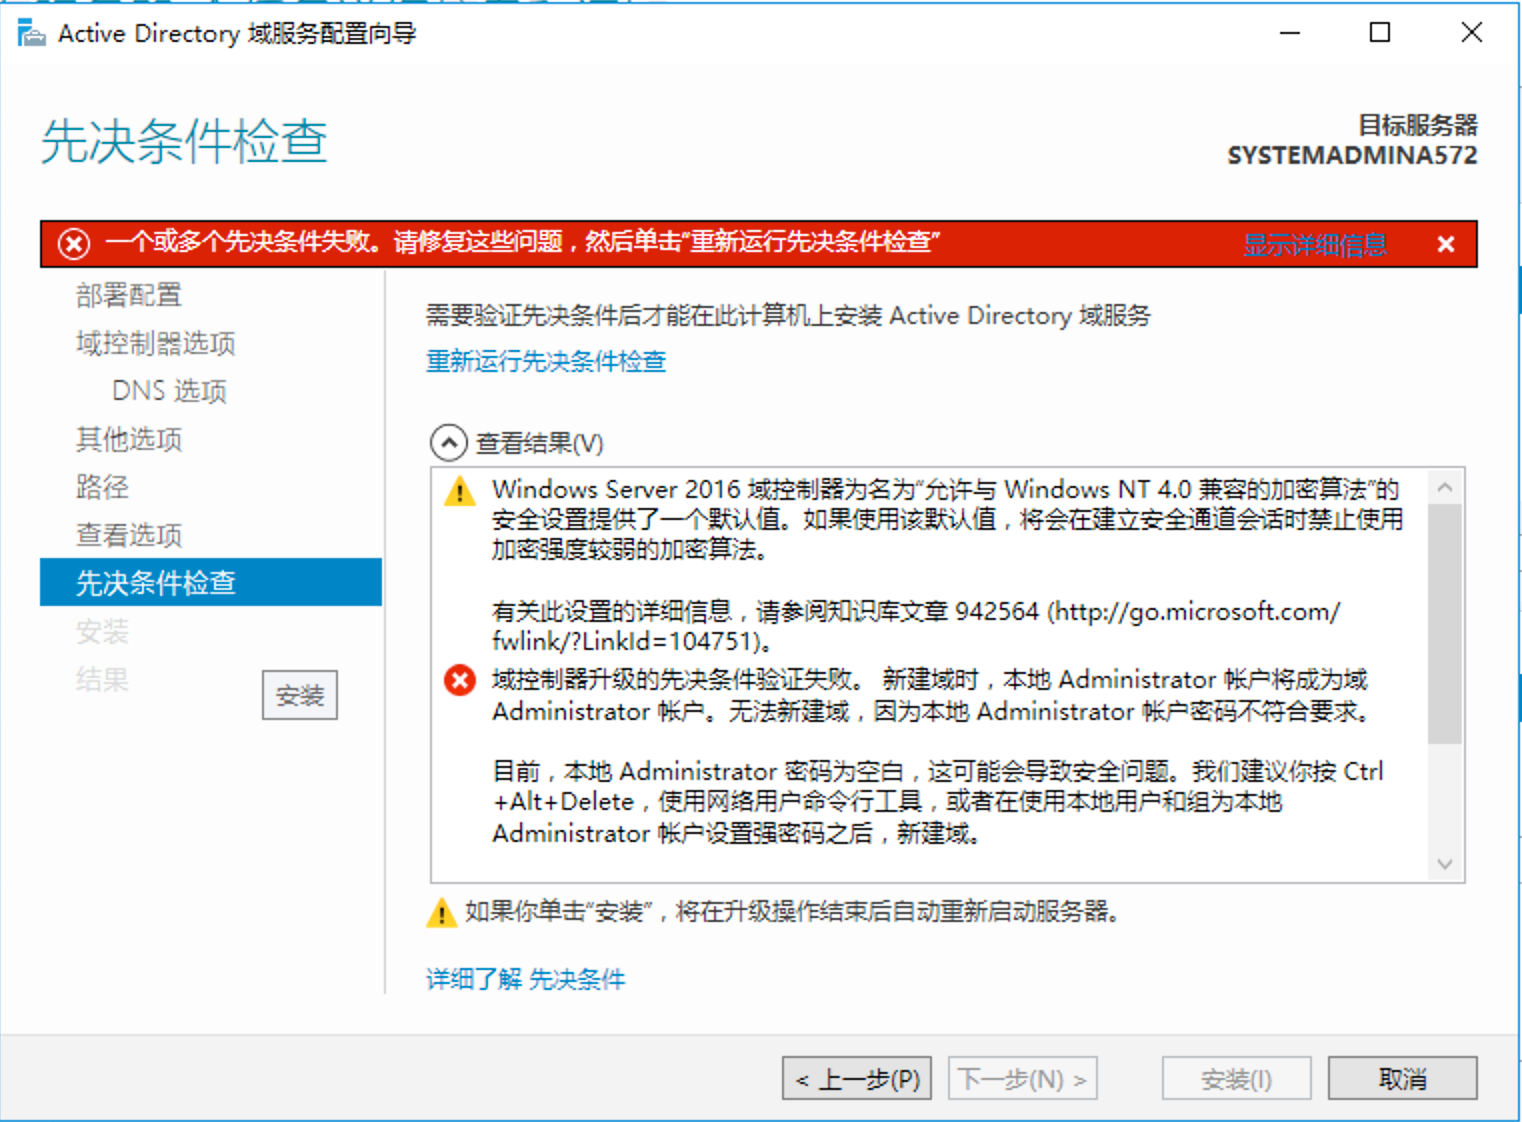 Active Directory 域服务配置向导
先决条件检查
目标服务器
SYSTEMADMINA572
一个或多个先决条件失败。请修复这些问题，然后单击“重新运行先决条件检查”
显示详细信息
部署配置
域控制器选项
DNS 选项
其他选项
路径
查看选项
先决条件检查
安装
结果
安装
需要验证先决条件后才能在此计算机上安装 Active Directory 域服务
重新运行先决条件检查
查看结果(V)
Windows Server 2016 域控制器为名为“允许与 Windows NT 4.0 兼容的加密算法”的
安全设置提供了一个默认值。如果使用该默认值，将会在建立安全通道会话时禁止使用
加密强度较弱的加密算法。
有关此设置的详细信息，请参阅知识库文章 942564 (http://go.microsoft.com/
fwlink/?LinkId=104751)。
域控制器升级的先决条件验证失败。 新建域时，本地 Administrator 帐户将成为域
Administrator 帐户。无法新建域，因为本地 Administrator 帐户密码不符合要求。
目前，本地 Administrator 密码为空白，这可能会导致安全问题。我们建议你按 Ctrl
+Alt+Delete，使用网络用户命令行工具，或者在使用本地用户和组为本地
Administrator 帐户设置强密码之后，新建域。
如果你单击“安装”，将在升级操作结束后自动重新启动服务器。
详细了解 先决条件
< 上一步(P)
下一步(N) >
安装(I)
取消